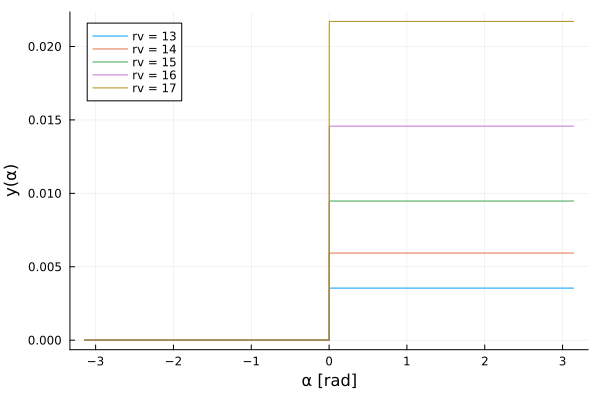 rv = 13
rv = 14
rv = 15
rv = 16
rv = 17
0.020
0.015
0.010
0.005
0.000
y(α)
−3 −2 −1 0 1 2 3
α [rad]